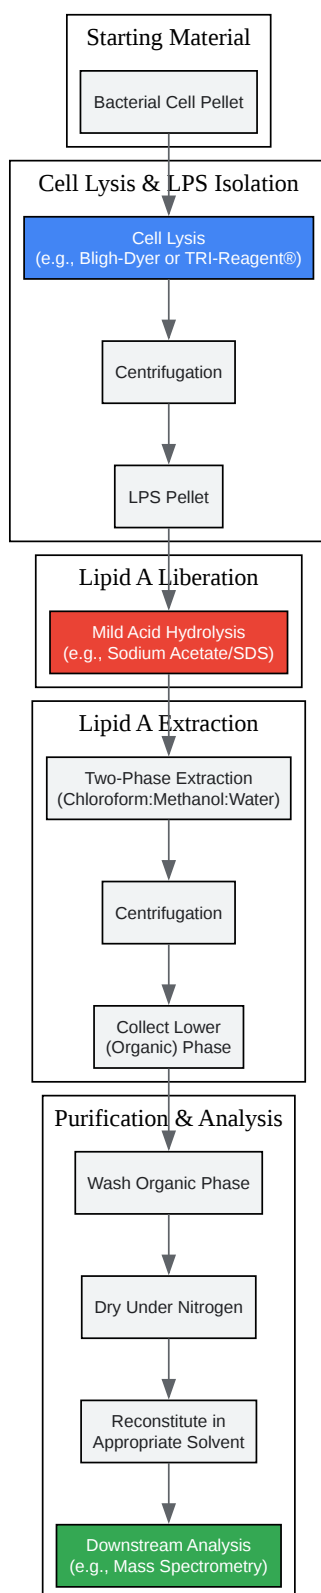 Starting Material
Bacterial Cell Pellet
Cell Lysis & LPS Isolation
Cell Lysis
(e.g., Bligh-Dyer or TRI-Reagent®)
Centrifugation
LPS Pellet
Lipid A Liberation
Mild Acid Hydrolysis
(e.g., Sodium Acetate/SDS)
Lipid A Extraction
Two-Phase Extraction
(Chloroform:Methanol:Water)
Centrifugation
Collect Lower
(Organic) Phase
Purification & Analysis
Wash Organic Phase
Dry Under Nitrogen
Reconstitute in
Appropriate Solvent
Downstream Analysis
(e.g., Mass Spectrometry)